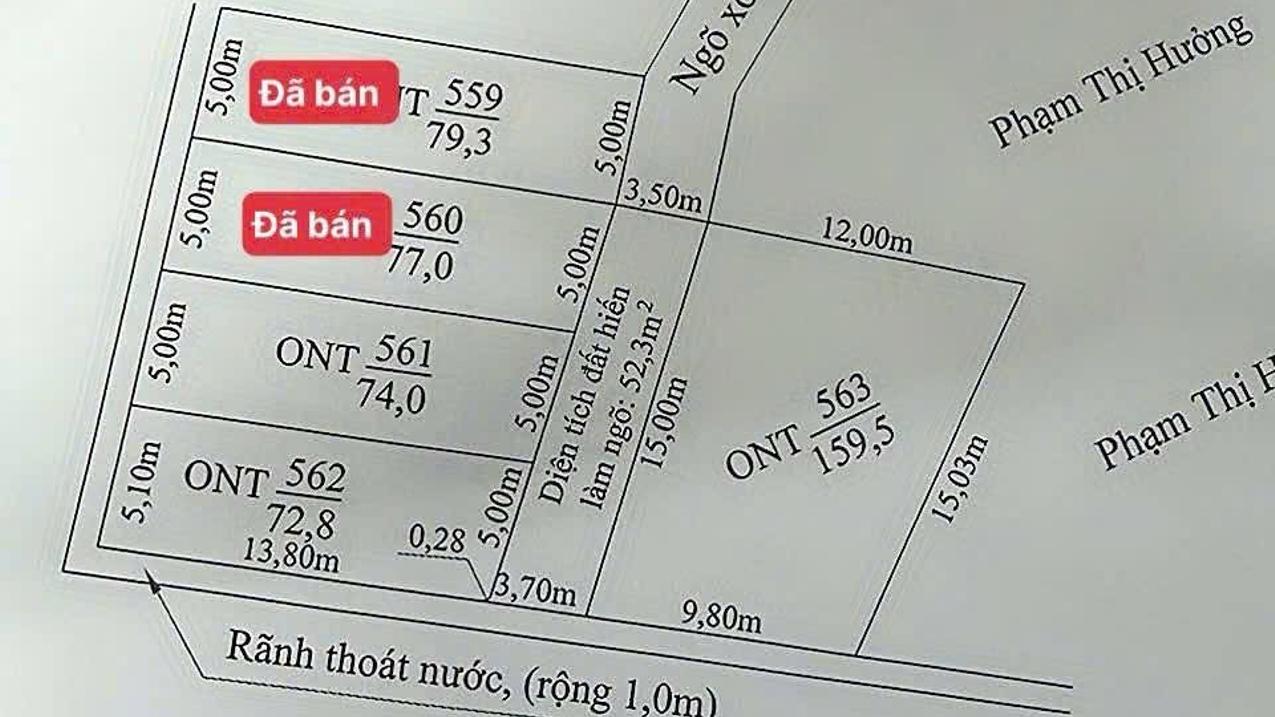 Ngõ
Phạm Thị Hưởng
5,00m
Đã bán
559
79,3
5,00m
3,50m
12,00m
5,00m
Đã bán
560
77,0
5,00m
5,00m
ONT 561
74,0
5,00m
Diện tích đất hiến
làm ngõ: 52,3m²
15,00m
ONT 563
159,5
15,03m
Phạm Thị
5,10m
ONT 562
72,8
13,80m
0,28
5,00m
3,70m
9,80m
Rãnh thoát nước, (rộng 1,0m)